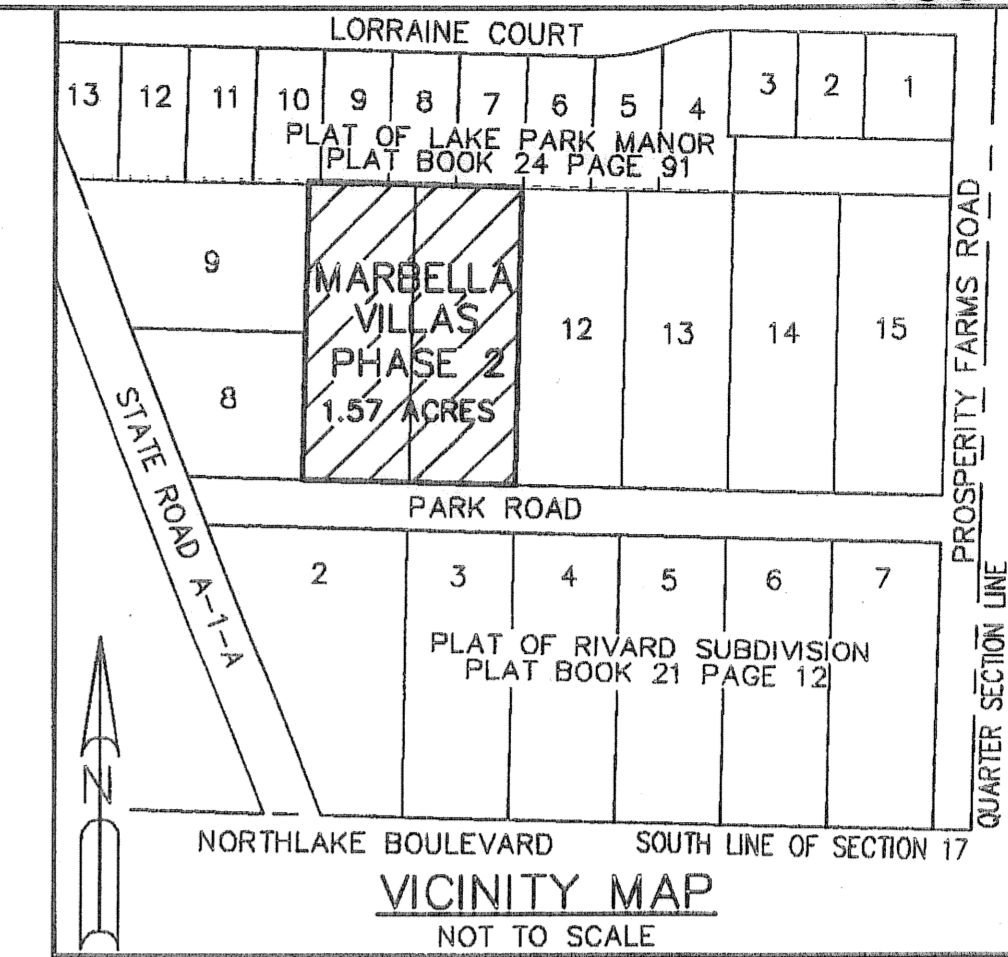 LORRAINE COURT
13 12 11 10 9 8 7 6 5 4 3 2 1
PLAT OF LAKE PARK MANOR
PLAT BOOK 24 PAGE 91
9
MARBELLA
VILLAS
PHASE 2
1.57 ACRES
12 13 14 15
8
PROSPERITY FARMS ROAD
STATE ROAD A-1-A
PARK ROAD
2 3 4 5 6 7
PLAT OF RIVARD SUBDIVISION
PLAT BOOK 21 PAGE 12
QUARTER SECTION LINE
N
NORTHLAKE BOULEVARD
SOUTH LINE OF SECTION 17
VICINITY MAP
NOT TO SCALE